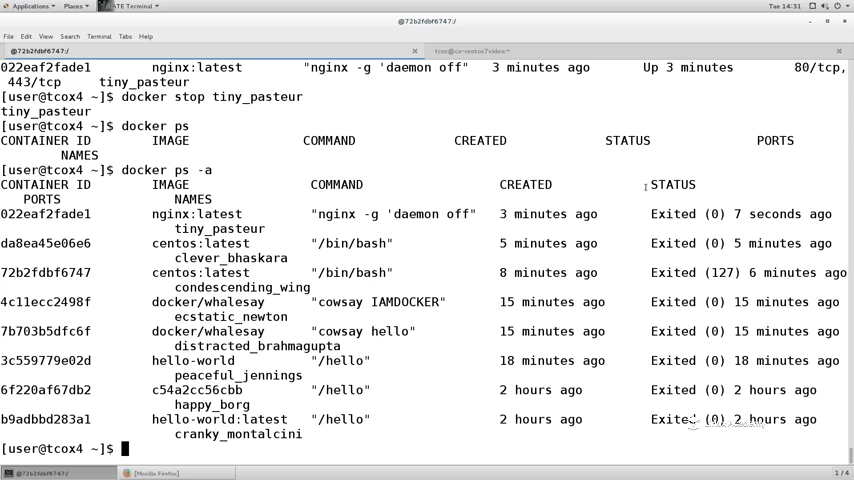 Applications Places ATE Terminal Tue 14:31
@72b2fdbf6747:/
File Edit View Search Terminal Tabs Help
@72b2fdbf6747:/ tcox@ca-centos7video:~
022eaf2fade1 nginx:latest "nginx -g 'daemon off" 3 minutes ago Up 3 minutes 80/tcp,
443/tcp tiny_pasteur
[user@tcox4 ~]$ docker stop tiny_pasteur
tiny_pasteur
[user@tcox4 ~]$ docker ps
CONTAINER ID IMAGE COMMAND CREATED STATUS PORTS
NAMES
[user@tcox4 ~]$ docker ps -a
CONTAINER ID IMAGE COMMAND CREATED STATUS
PORTS NAMES
022eaf2fade1 nginx:latest "nginx -g 'daemon off" 3 minutes ago Exited (0) 7 seconds ago
tiny_pasteur
da8ea45e06e6 centos:latest "/bin/bash" 5 minutes ago Exited (0) 5 minutes ago
clever_bhaskara
72b2fdbf6747 centos:latest "/bin/bash" 8 minutes ago Exited (127) 6 minutes ago
condescending_wing
4c11ecc2498f docker/whalesay "cowsay IAMDOCKER" 15 minutes ago Exited (0) 15 minutes ago
ecstatic_newton
7b703b5dfc6f docker/whalesay "cowsay hello" 15 minutes ago Exited (0) 15 minutes ago
distracted_brahmagupta
3c559779e02d hello-world "/hello" 18 minutes ago Exited (0) 18 minutes ago
peaceful_jennings
6f220af67db2 c54a2cc56cbb "/hello" 2 hours ago Exited (0) 2 hours ago
happy_borg
b9adbbd283a1 hello-world:latest "/hello" 2 hours ago Exited (0) 2 hours ago
cranky_montalcini
[user@tcox4 ~]$
@72b2fdbf6747:/ [Mozilla Firefox] 1 / 4